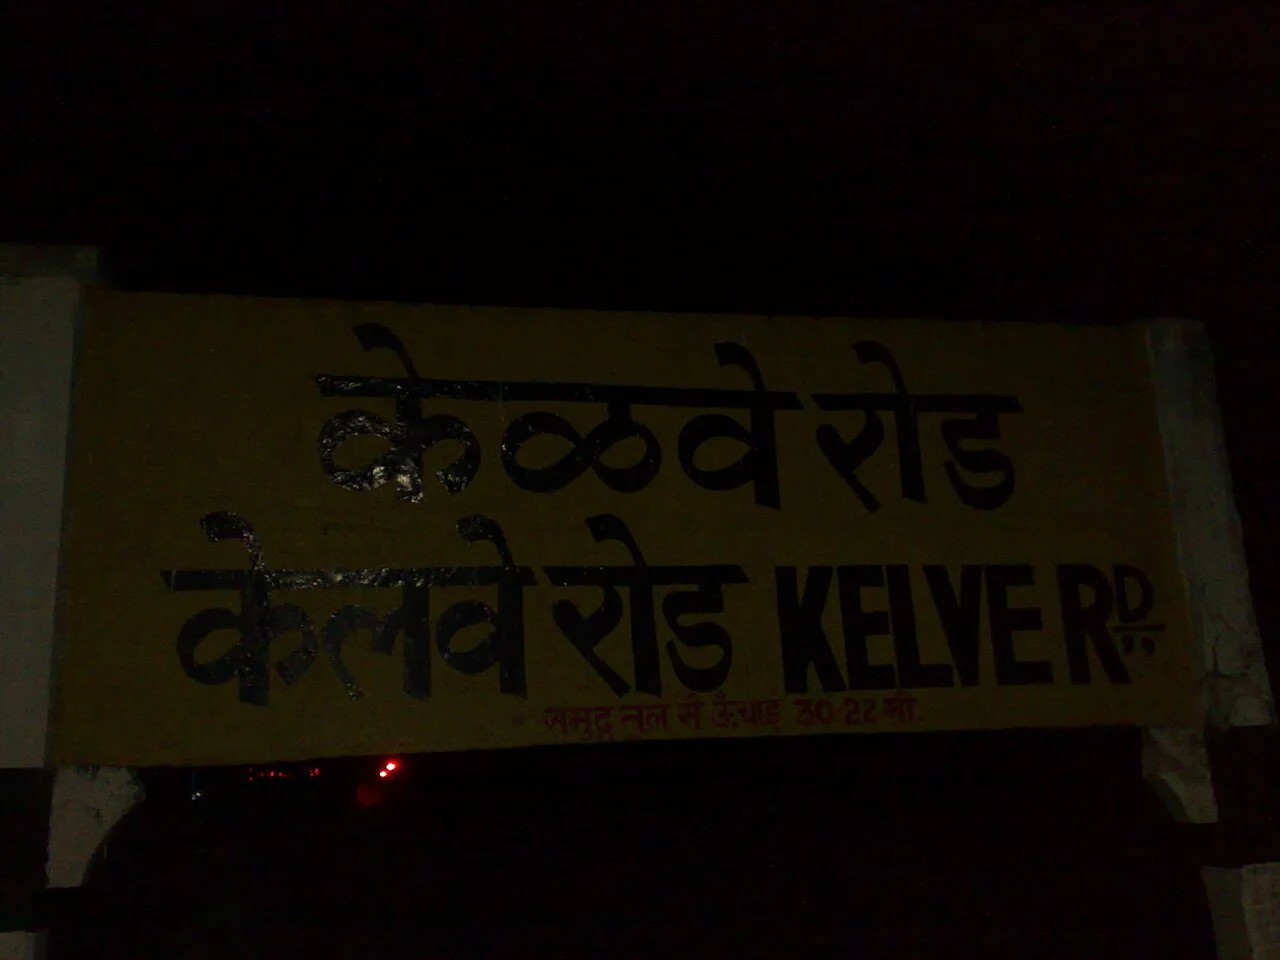 केळवे रोड
केलवे रोड KELVE RD
समुद्र तल से ऊँचाई 30-22 मी.